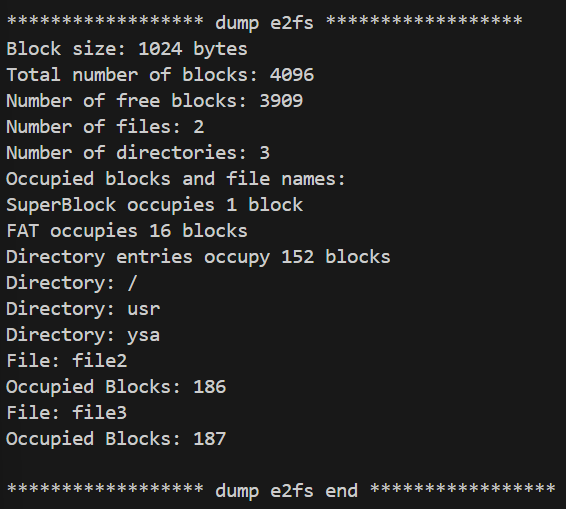 ****************** dump e2fs ******************
Block size: 1024 bytes
Total number of blocks: 4096
Number of free blocks: 3909
Number of files: 2
Number of directories: 3
Occupied blocks and file names:
SuperBlock occupies 1 block
FAT occupies 16 blocks
Directory entries occupy 152 blocks
Directory: /
Directory: usr
Directory: ysa
File: file2
Occupied Blocks: 186
File: file3
Occupied Blocks: 187
****************** dump e2fs end *****************